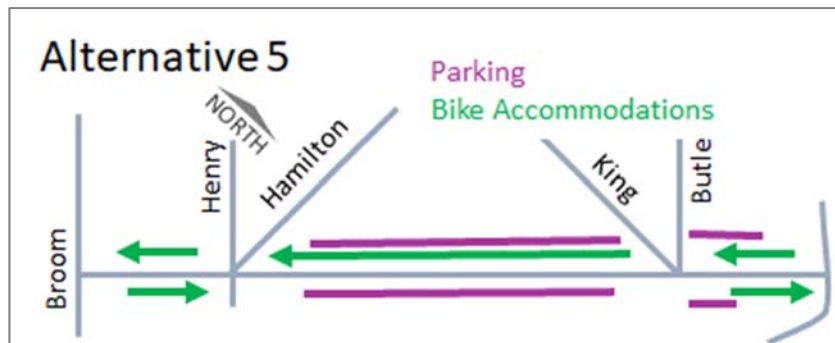 Alternative 5
Parking
Bike Accommodations
NORTH
Broom
Henry
Hamilton
King
Butle